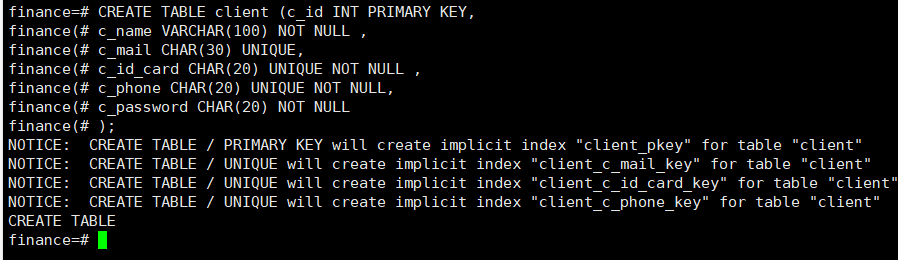 finance=# CREATE TABLE client (c_id INT PRIMARY KEY,
finance(# c_name VARCHAR(100) NOT NULL ,
finance(# c_mail CHAR(30) UNIQUE,
finance(# c_id_card CHAR(20) UNIQUE NOT NULL ,
finance(# c_phone CHAR(20) UNIQUE NOT NULL,
finance(# c_password CHAR(20) NOT NULL
finance(# );
NOTICE:  CREATE TABLE / PRIMARY KEY will create implicit index "client_pkey" for table "client"
NOTICE:  CREATE TABLE / UNIQUE will create implicit index "client_c_mail_key" for table "client"
NOTICE:  CREATE TABLE / UNIQUE will create implicit index "client_c_id_card_key" for table "client"
NOTICE:  CREATE TABLE / UNIQUE will create implicit index "client_c_phone_key" for table "client"
CREATE TABLE
finance=#